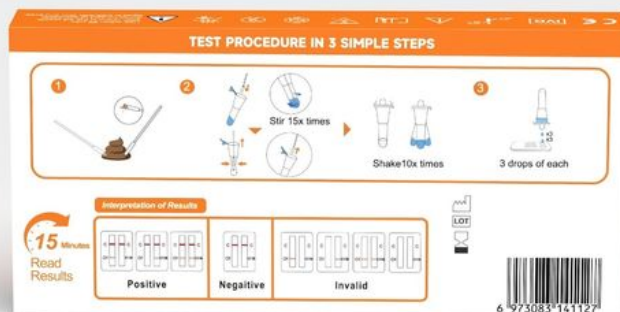 TEST PROCEDURE IN 3 SIMPLE STEPS
1
2
Stir 15x times
Shake10x times
3
3 drops of each
Interpretation of Results
15 Minutes
Read
Results
Positive
Negaitive
Invalid
LOT
6 973083 141127